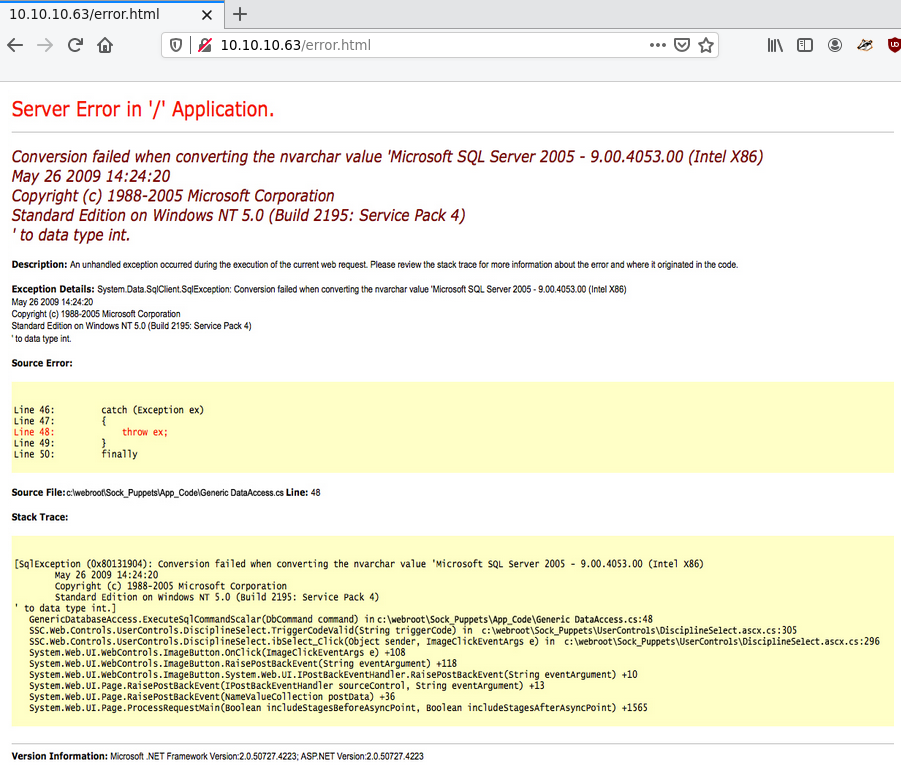 10.10.10.63/error.html
10.10.10.63/error.html
Server Error in '/' Application.
Conversion failed when converting the nvarchar value 'Microsoft SQL Server 2005 - 9.00.4053.00 (Intel X86)
May 26 2009 14:24:20
Copyright (c) 1988-2005 Microsoft Corporation
Standard Edition on Windows NT 5.0 (Build 2195: Service Pack 4)
' to data type int.
Description: An unhandled exception occurred during the execution of the current web request. Please review the stack trace for more information about the error and where it originated in the code.
Exception Details: System.Data.SqlClient.SqlException: Conversion failed when converting the nvarchar value 'Microsoft SQL Server 2005 - 9.00.4053.00 (Intel X86)
May 26 2009 14:24:20
Copyright (c) 1988-2005 Microsoft Corporation
Standard Edition on Windows NT 5.0 (Build 2195: Service Pack 4)
' to data type int.
Source Error:
Line 46: catch (Exception ex)
Line 47: {
Line 48: throw ex;
Line 49: }
Line 50: finally
Source File:c:\webroot\Sock_Puppets\App_Code\Generic DataAccess.cs Line: 48
Stack Trace:
[SqlException (0x80131904): Conversion failed when converting the nvarchar value 'Microsoft SQL Server 2005 - 9.00.4053.00 (Intel X86)
May 26 2009 14:24:20
Copyright (c) 1988-2005 Microsoft Corporation
Standard Edition on Windows NT 5.0 (Build 2195: Service Pack 4)
' to data type int.]
GenericDatabaseAccess.ExecuteSqlCommandScalar(DbCommand command) in c:\webroot\Sock_Puppets\App_Code\Generic DataAccess.cs:48
SSC.Web.Controls.UserControls.DisciplineSelect.TriggerCodeValid(String triggerCode) in c:\webroot\Sock_Puppets\UserControls\DisciplineSelect.ascx.cs:305
SSC.Web.Controls.UserControls.DisciplineSelect.ibSelect_Click(Object sender, ImageClickEventArgs e) in c:\webroot\Sock_Puppets\UserControls\DisciplineSelect.ascx.cs:296
System.Web.UI.WebControls.ImageButton.OnClick(ImageClickEventArgs e) +108
System.Web.UI.WebControls.ImageButton.RaisePostBackEvent(String eventArgument) +118
System.Web.UI.WebControls.ImageButton.System.Web.UI.IPostBackEventHandler.RaisePostBackEvent(String eventArgument) +10
System.Web.UI.Page.RaisePostBackEvent(IPostBackEventHandler sourceControl, String eventArgument) +13
System.Web.UI.Page.RaisePostBackEvent(NameValueCollection postData) +36
System.Web.UI.Page.ProcessRequestMain(Boolean includeStagesBeforeAsyncPoint, Boolean includeStagesAfterAsyncPoint) +1565
Version Information: Microsoft .NET Framework Version:2.0.50727.4223; ASP.NET Version:2.0.50727.4223